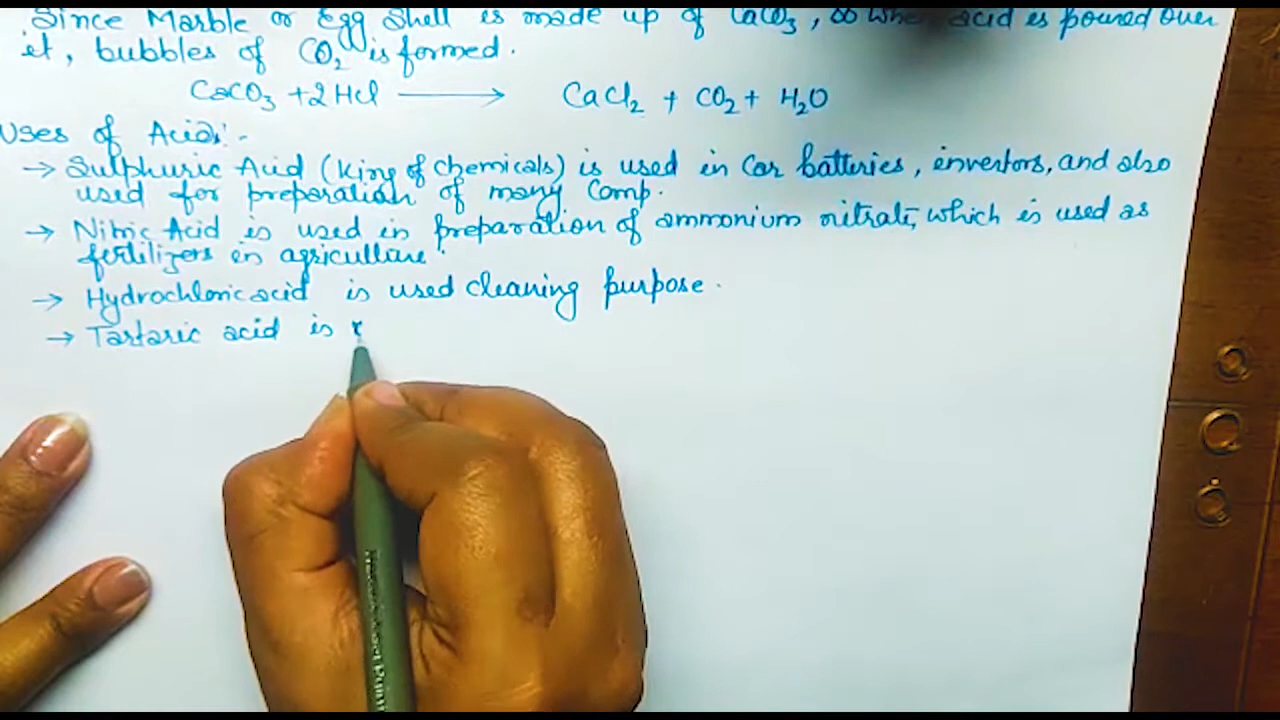 Since Marble or Egg Shell is made up of CaCO₃, so when acid is poured over
it, bubbles of CO₂ is formed.
CaCO₃ + 2HCl ⟶ CaCl₂ + CO₂ + H₂O
Uses of Acids:-
→ Sulphuric Acid (King of Chemicals) is used in Car batteries, inventors, and also
used for preparation of many Comp.
→ Nitric Acid is used in preparation of ammonium nitrate, which is used as
fertilizers in agriculture.
→ Hydrochloric acid is used cleaning purpose.
→ Tartaric acid is